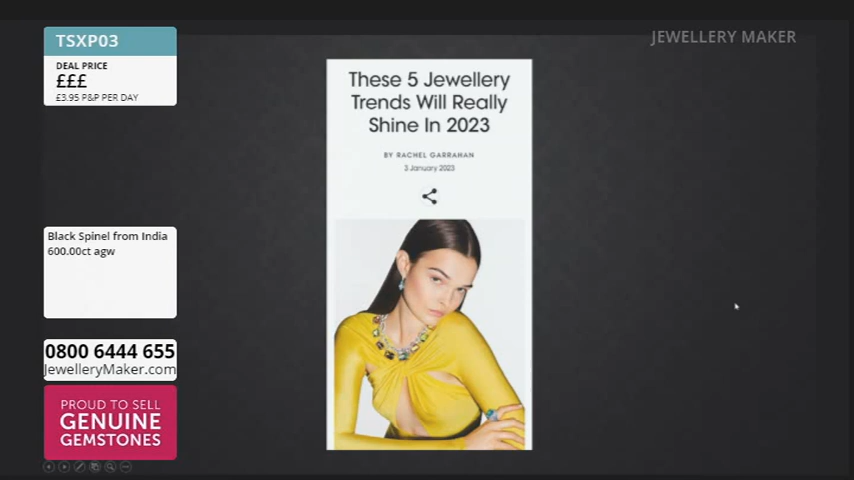 TSXP03
DEAL PRICE
£££
£3.95 P&P PER DAY
JEWELLERY MAKER
These 5 Jewellery
Trends Will Really
Shine In 2023
BY RACHEL GARRAHAN
3 January 2023
Black Spinel from India
600.00ct agw
0800 6444 655
JewelleryMaker.com
PROUD TO SELL
GENUINE
GEMSTONES